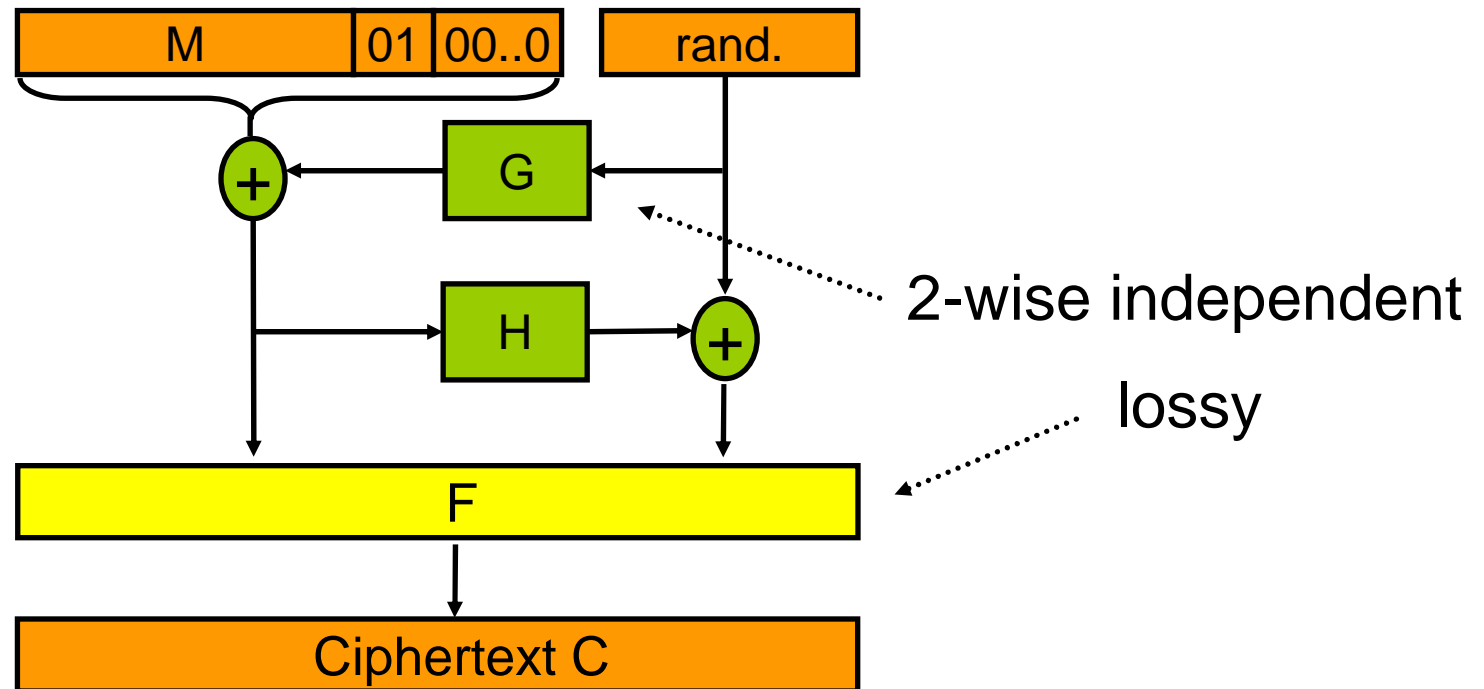 M 01 00..0 rand.
+ G
2-wise independent
H +
lossy
F
Ciphertext C